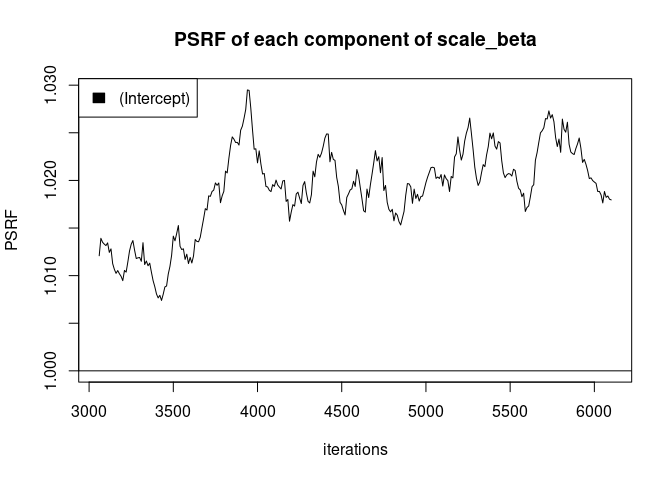 PSRF of each component of scale_beta
(Intercept)
1.030
1.020
1.010
1.000
PSRF
3000 3500 4000 4500 5000 5500 6000
iterations